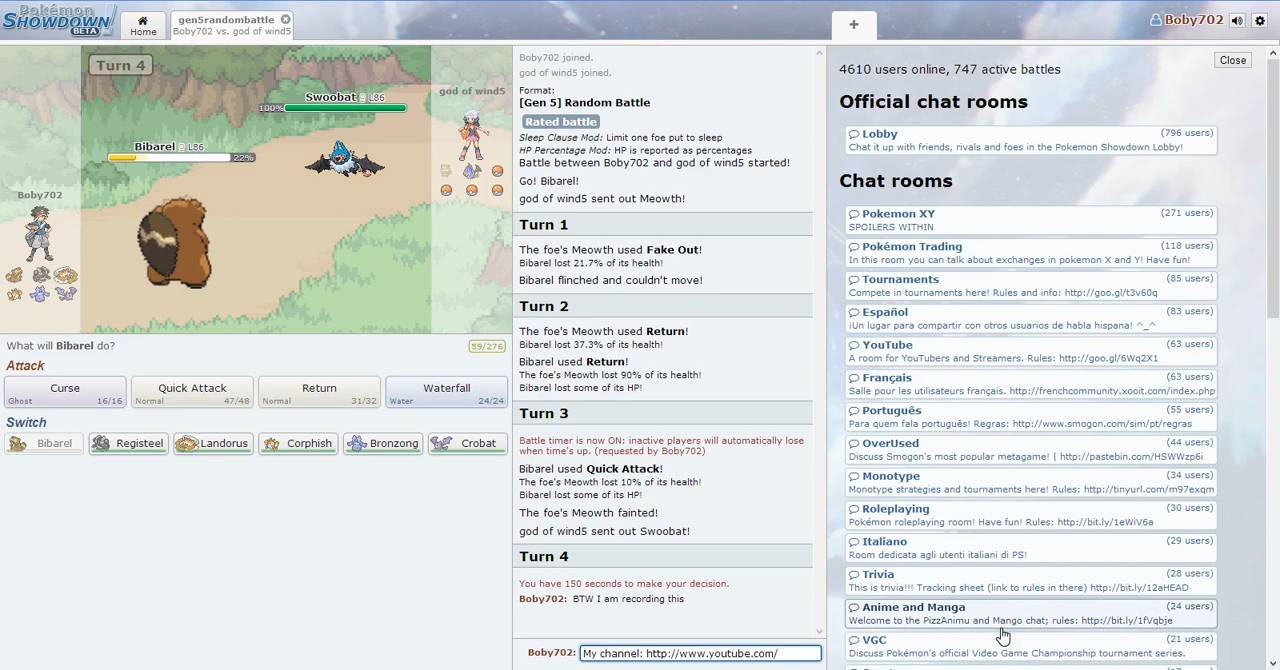 Pokémon
SHOWDOWN!
BETA
Home
gen5randombattle
Boby702 vs. god of wind5
+
Boby702
Turn 4
god of wind5
Swoobat L86
100%
Bibarel L86
22%
Boby702
What will Bibarel do?
59/276
Attack
Curse
Ghost 16/16
Quick Attack
Normal 47/48
Return
Normal 31/32
Waterfall
Water 24/24
Switch
Bibarel
Registeel
Landorus
Corphish
Bronzong
Crobat
Boby702 joined.
god of wind5 joined.
Format:
[Gen 5] Random Battle
Rated battle
Sleep Clause Mod: Limit one foe put to sleep
HP Percentage Mod: HP is reported as percentages
Battle between Boby702 and god of wind5 started!
Go! Bibarel!
god of wind5 sent out Meowth!
Turn 1
The foe's Meowth used Fake Out!
Bibarel lost 21.7% of its health!
Bibarel flinched and couldn't move!
Turn 2
The foe's Meowth used Return!
Bibarel lost 37.3% of its health!
Bibarel used Return!
The foe's Meowth lost 90% of its health!
Bibarel lost some of its HP!
Turn 3
Battle timer is now ON: inactive players will automatically lose
when time's up. (requested by Boby702)
Bibarel used Quick Attack!
The foe's Meowth lost 10% of its health!
Bibarel lost some of its HP!
The foe's Meowth fainted!
god of wind5 sent out Swoobat!
Turn 4
You have 150 seconds to make your decision.
Boby702: BTW I am recording this
Boby702: My channel: http://www.youtube.com/
Close
4610 users online, 747 active battles
Official chat rooms
Lobby (796 users)
Chat it up with friends, rivals and foes in the Pokemon Showdown Lobby!
Chat rooms
Pokemon XY (271 users)
SPOILERS WITHIN
Pokémon Trading (118 users)
In this room you can talk about exchanges in pokemon X and Y! Have fun!
Tournaments (85 users)
Compete in tournaments here! Rules and info: http://goo.gl/t3v60q
Español (83 users)
¡Un lugar para compartir con otros usuarios de habla hispana! ^_^
YouTube (63 users)
A room for YouTubers and Streamers. Rules: http://goo.gl/6Wq2X1
Français (63 users)
Salle pour les utilisateurs français. http://frenchcommunity.xooit.com/index.php
Português (55 users)
Para quem fala português! Regras: http://www.smogon.com/sim/pt/regras
OverUsed (44 users)
Discuss Smogon's most popular metagame! | http://pastebin.com/HSWWzp6i
Monotype (34 users)
Monotype strategies and tournaments here! Rules: http://tinyurl.com/m97exqm
Roleplaying (30 users)
Pokémon roleplaying room! Have fun! Rules: http://bit.ly/1eWiV6a
Italiano (29 users)
Room dedicata agli utenti italiani di PS!
Trivia (28 users)
This is trivia!!! Tracking sheet (link to rules in there) http://bit.ly/12aHEAD
Anime and Manga (24 users)
Welcome to the PizzAnimu and Mango chat; rules: http://bit.ly/1fVqbje
VGC (21 users)
Discuss Pokémon's official Video Game Championship tournament series.